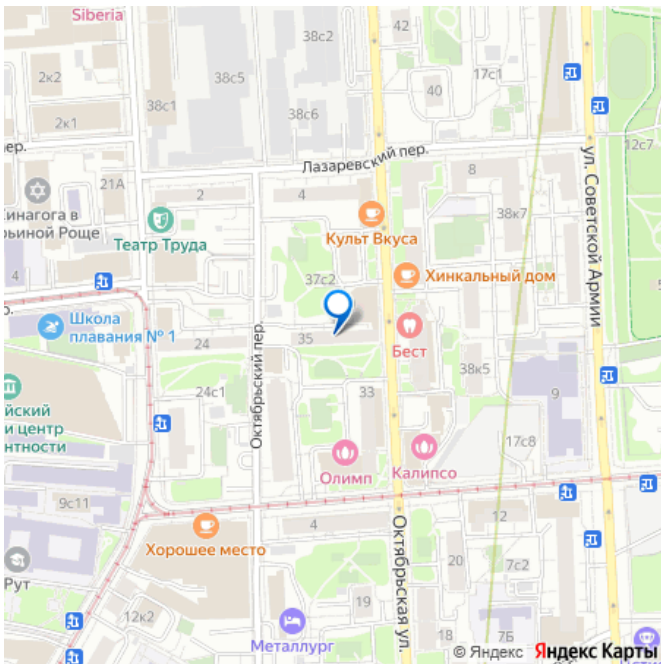 Siberia
38с2
42
2к2
38с5
17с1
38с1
40
38с6
2к1
ер.
12с7
Лазаревский пер.
ул. Советской Армии
21А
2
4
8
инагога в
рьиной Роще
Театр Труда
Культ Вкуса
38к7
4
37с2
Хинкальный дом
р.
Школа
плавания № 1
24
35
Бест
Октябрьский пер.
24с1
33
38к5
9
йский
и центр
нтности
17с8
Олимп
Калипсо
9с11
4
12
Хорошее место
Октябрьская ул.
20
7с2
Рут
19
12к2
Металлург
18
7Б
© Яндекс Яндекс Карты